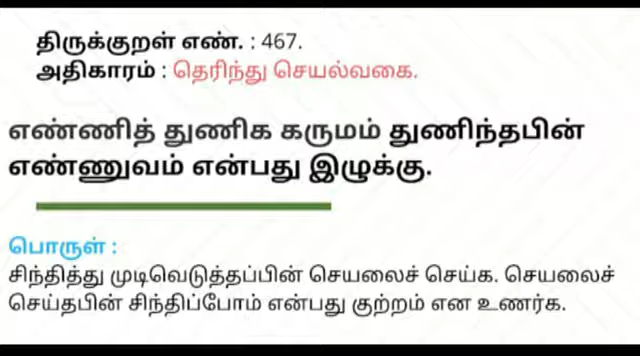 திருக்குறள் எண். : 467.
அதிகாரம் : தெரிந்து செயல்வகை.
எண்ணித் துணிக கருமம் துணிந்தபின்
எண்ணுவம் என்பது இழுக்கு.
பொருள் :
சிந்தித்து முடிவெடுத்தப்பின் செயலைச் செய்க. செயலைச்
செய்தபின் சிந்திப்போம் என்பது குற்றம் என உணர்க.